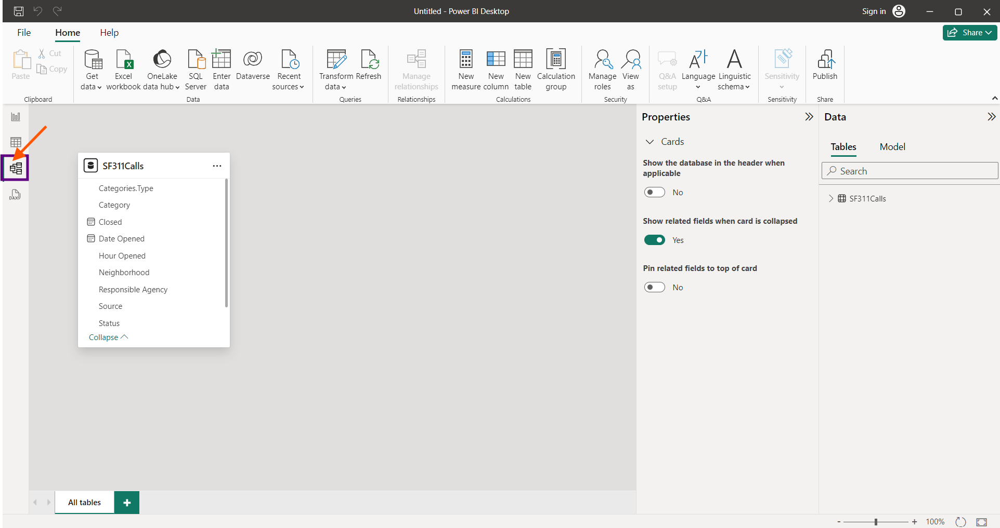 Untitled - Power BI Desktop
Sign in
File
Home
Help
Share
Paste
Cut
Copy
Clipboard
Get
data
Excel
workbook
OneLake
data hub
SQL
Server
Enter
data
Dataverse
Recent
sources
Data
Transform
data
Refresh
Queries
Manage
relationships
Relationships
New
measure
New
column
New
table
Calculation
group
Calculations
Manage
roles
View
as
Security
Q&A
setup
Language
Linguistic
schema
Q&A
Sensitivity
Sensitivity
Publish
Share
DAX
SF311Calls
Categories.Type
Category
Closed
Date Opened
Hour Opened
Neighborhood
Responsible Agency
Source
Status
Collapse
Properties
Cards
Show the database in the header when
applicable
No
Show related fields when card is collapsed
Yes
Pin related fields to top of card
No
Data
Tables
Model
Search
SF311Calls
All tables
+
- + 100%